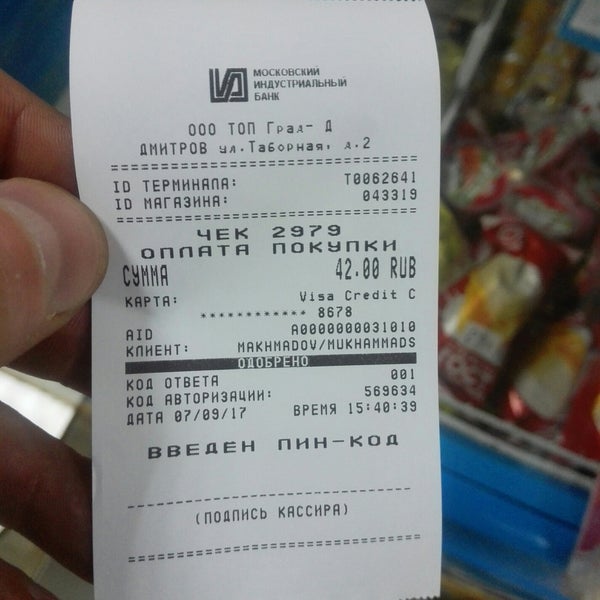 МОСКОВСКИЙ
ИНДУСТРИАЛЬНЫЙ
БАНК
ООО ТОП Град- Д
ДМИТРОВ ул.Таборная, д.2
ID ТЕРМИНАЛА: T0062641
ID МАГАЗИНА: 043319
ЧЕК 2979
ОПЛАТА ПОКУПКИ
СУММА 42.00 RUB
КАРТА: Visa Credit C
************ 8678
AID A0000000031010
КЛИЕНТ: MAKHMADOV/MUKHAMMADS
ОДОБРЕНО
КОД ОТВЕТА 001
КОД АВТОРИЗАЦИИ: 569634
ДАТА 07/09/17 ВРЕМЯ 15:40:39
ВВЕДЕН ПИН-КОД
(ПОДПИСЬ КАССИРА)